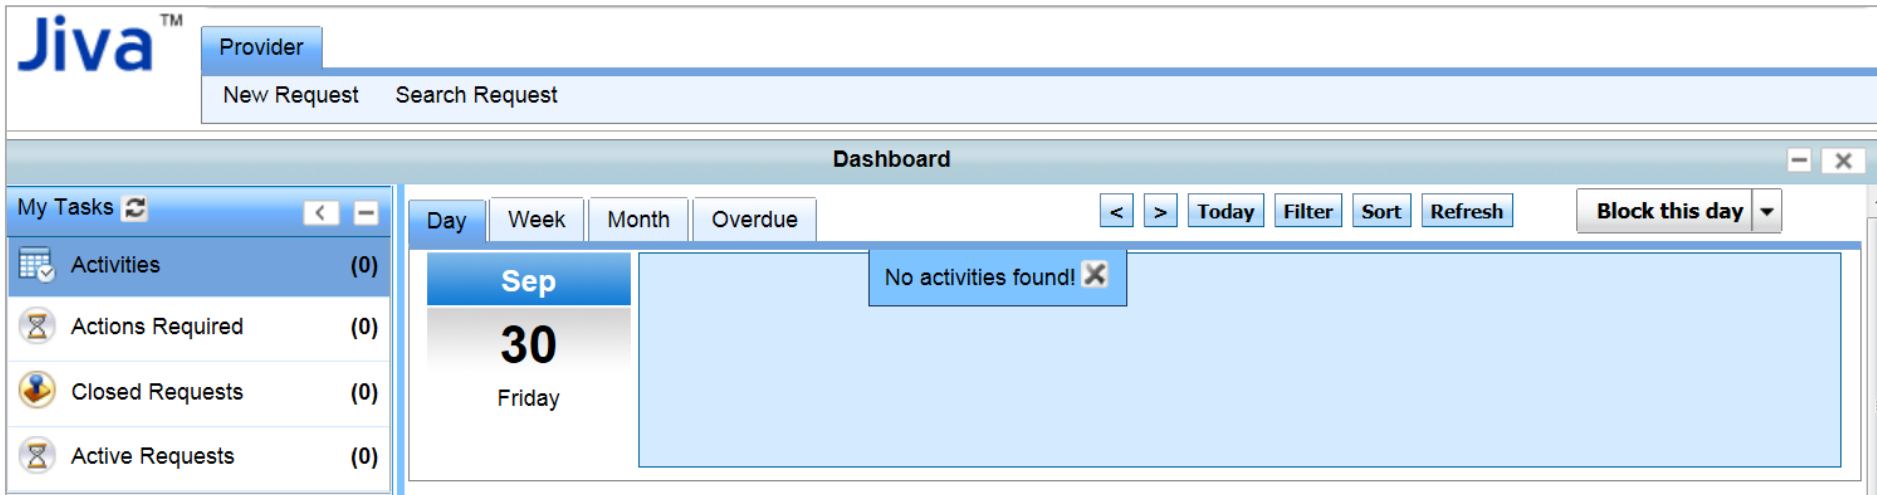 Jiva™
Provider
New Request Search Request
Dashboard
My Tasks
Activities (0)
Actions Required (0)
Closed Requests (0)
Active Requests (0)
Day Week Month Overdue < > Today Filter Sort Refresh Block this day
Sep
30
Friday
No activities found!